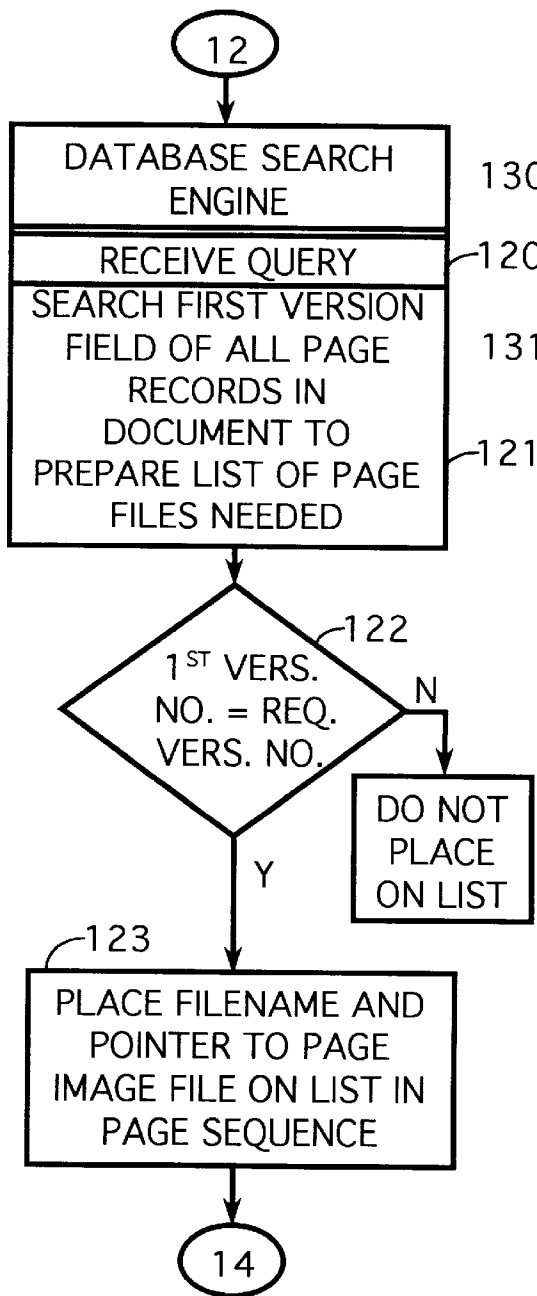 12
DATABASE SEARCH
ENGINE
130
RECEIVE QUERY
120
SEARCH FIRST VERSION
FIELD OF ALL PAGE
131
RECORDS IN
DOCUMENT TO
PREPARE LIST OF PAGE
121
FILES NEEDED
122
1ST VERS.
NO. = REQ.
VERS. NO.
N
DO NOT
PLACE
ON LIST
Y
123
PLACE FILENAME AND
POINTER TO PAGE
IMAGE FILE ON LIST IN
PAGE SEQUENCE
14